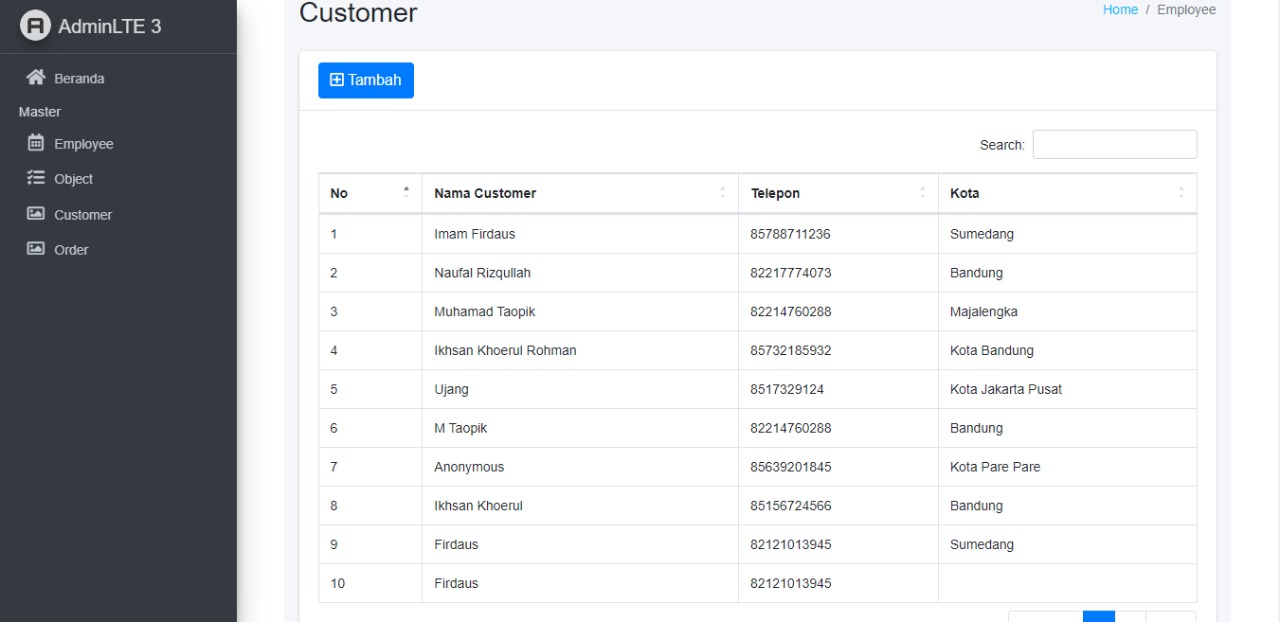 Customer
Home / Employee
AdminLTE 3
Beranda
Master
Employee
Object
Customer
Order
Tambah
Search:
No Nama Customer Telepon Kota
1 Imam Firdaus 85788711236 Sumedang
2 Naufal Rizqullah 82217774073 Bandung
3 Muhamad Taopik 82214760288 Majalengka
4 Ikhsan Khoerul Rohman 85732185932 Kota Bandung
5 Ujang 8517329124 Kota Jakarta Pusat
6 M Taopik 82214760288 Bandung
7 Anonymous 85639201845 Kota Pare Pare
8 Ikhsan Khoerul 85156724566 Bandung
9 Firdaus 82121013945 Sumedang
10 Firdaus 82121013945